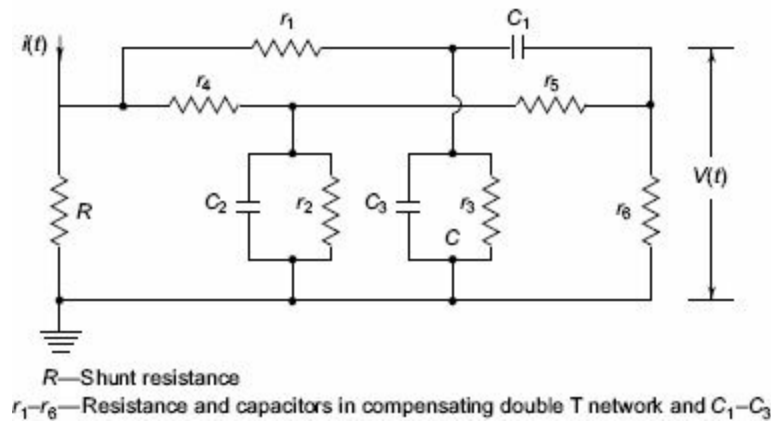 r1
C1
i(t)
r4
r5
R
C2
r2
C3
r3
C
r6
V(t)
R—Shunt resistance
r1–r6—Resistance and capacitors in compensating double T network and C1–C3